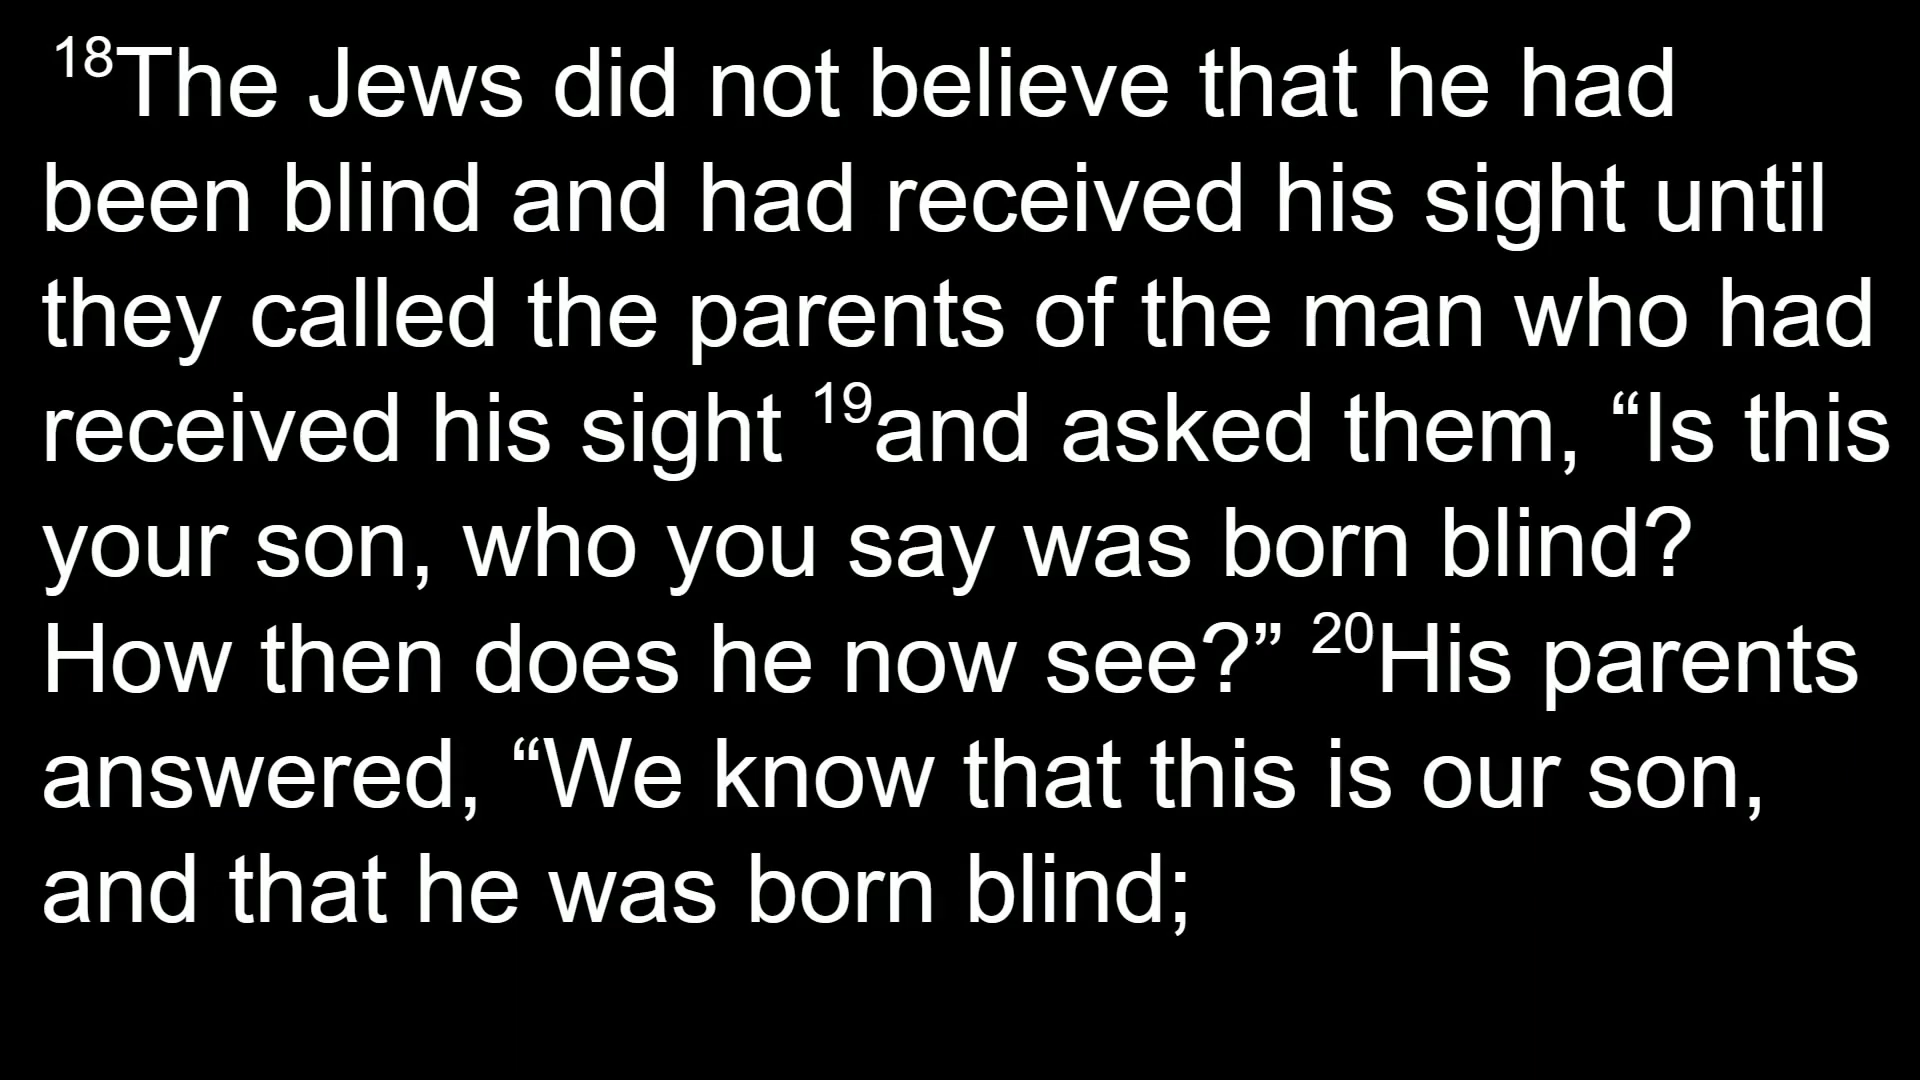 18The Jews did not believe that he had
been blind and had received his sight until
they called the parents of the man who had
received his sight 19and asked them, “Is this
your son, who you say was born blind?
How then does he now see?” 20His parents
answered, “We know that this is our son,
and that he was born blind;